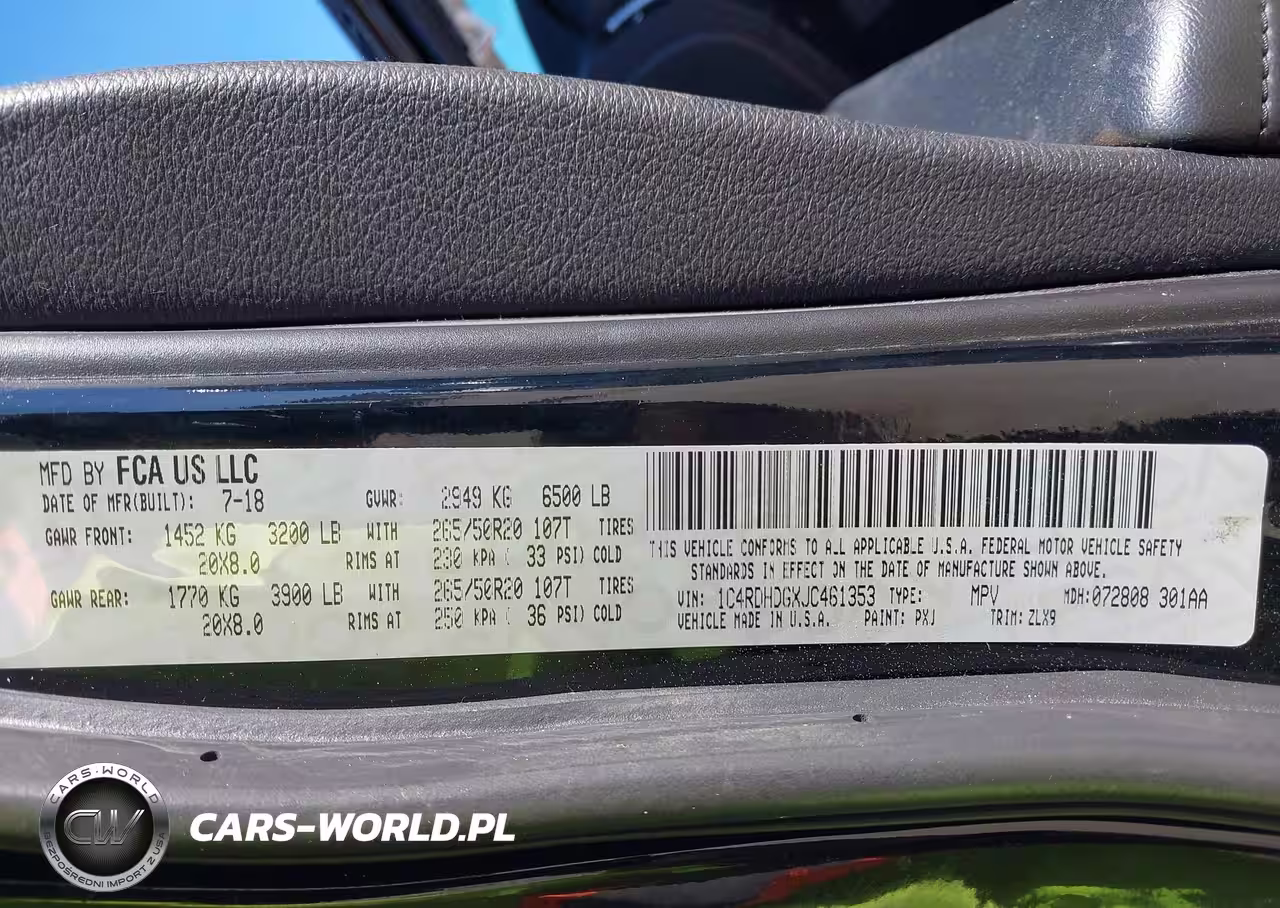 MFD BY FCA US LLC
DATE OF MFR(BUILT): 7-18 GVWR: 2949 KG 6500 LB
GAWR FRONT: 1452 KG 3200 LB WITH 265/50R20 107T TIRES
20X8.0 RIMS AT 230 KPA ( 33 PSI) COLD
GAWR REAR: 1770 KG 3900 LB WITH 265/50R20 107T TIRES
20X8.0 RIMS AT 250 KPA ( 36 PSI) COLD
THIS VEHICLE CONFORMS TO ALL APPLICABLE U.S.A. FEDERAL MOTOR VEHICLE SAFETY
STANDARDS IN EFFECT ON THE DATE OF MANUFACTURE SHOWN ABOVE.
VIN: 1C4RDHDGXJC461353 TYPE: MPV MDH:072808 301AA
VEHICLE MADE IN U.S.A. PAINT: PXJ TRIM: ZLX9
CARS-WORLD
CW
BEZPOŚREDNI IMPORT Z USA
CARS-WORLD.PL